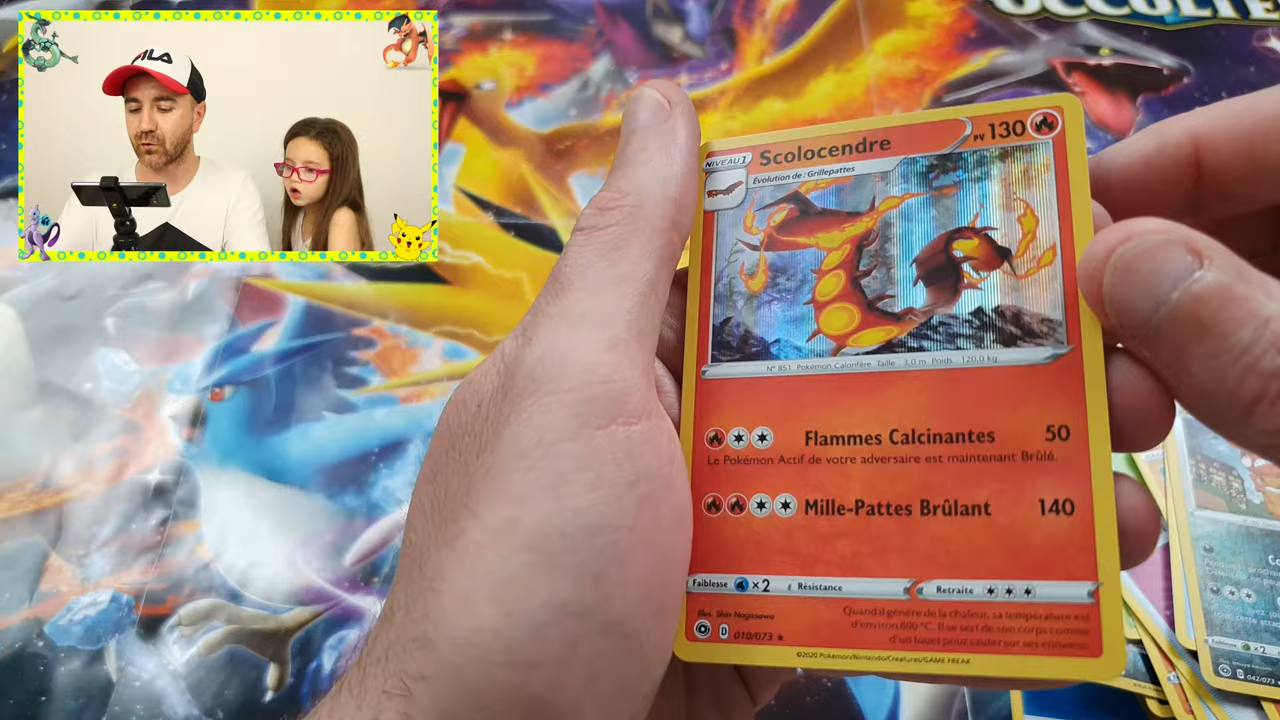 OCCULTE
FILA
NIVEAU 1
Scolocendre
PV 130
Évolution de : Grillepattes
N° 851 Pokémon Calorifère Taille : 3,0 m Poids : 120,0 kg
Flammes Calcinantes 50
Le Pokémon Actif de votre adversaire est maintenant Brûlé.
Mille-Pattes Brûlant 140
Faiblesse ×2 Résistance Retraite
Illus. Shin Nagasawa
D 010/073 ★
Quand il génère de la chaleur, sa température est
d'environ 800 °C. Il se sert de son corps comme
d'un fouet pour sauter sur ses ennemis.
©2020 Pokémon/Nintendo/Creatures/GAME FREAK
×2
D 042/073